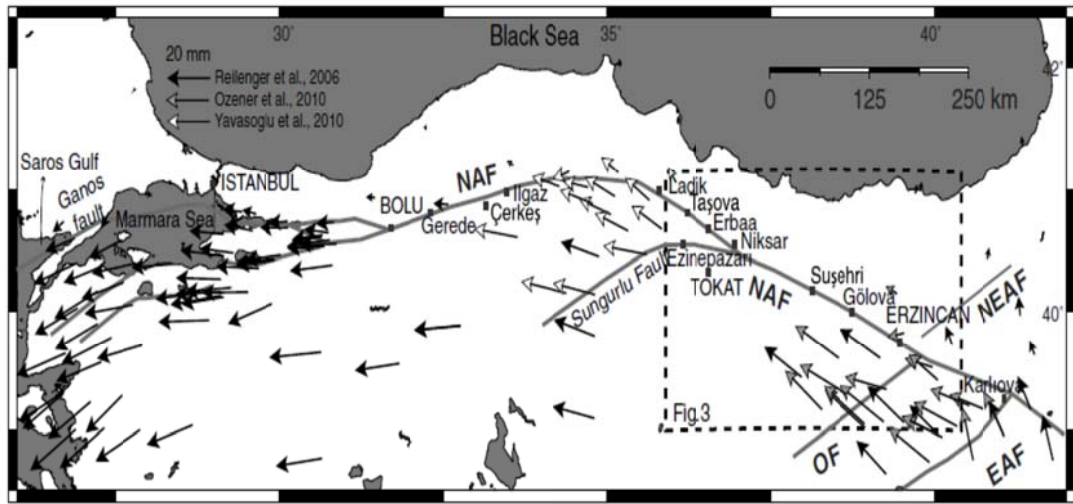 30˚
35˚
40˚
Black Sea
42˚
20 mm
Reilenger et al., 2006
Ozener et al., 2010
Yavasoglu et al., 2010
0 125 250 km
Saros Gulf
Ganos fault
ISTANBUL
Marmara Sea
BOLU
NAF
Gerede
Çerkeş
Ilgaz
Ladik
Taşova
Erbaa
Niksar
Ezinepazarı
Sungurlu Fault
TOKAT
NAF
Suşehri
Gölova
ERZINCAN
NEAF
40˚
Karlıova
Fig.3
OF
EAF